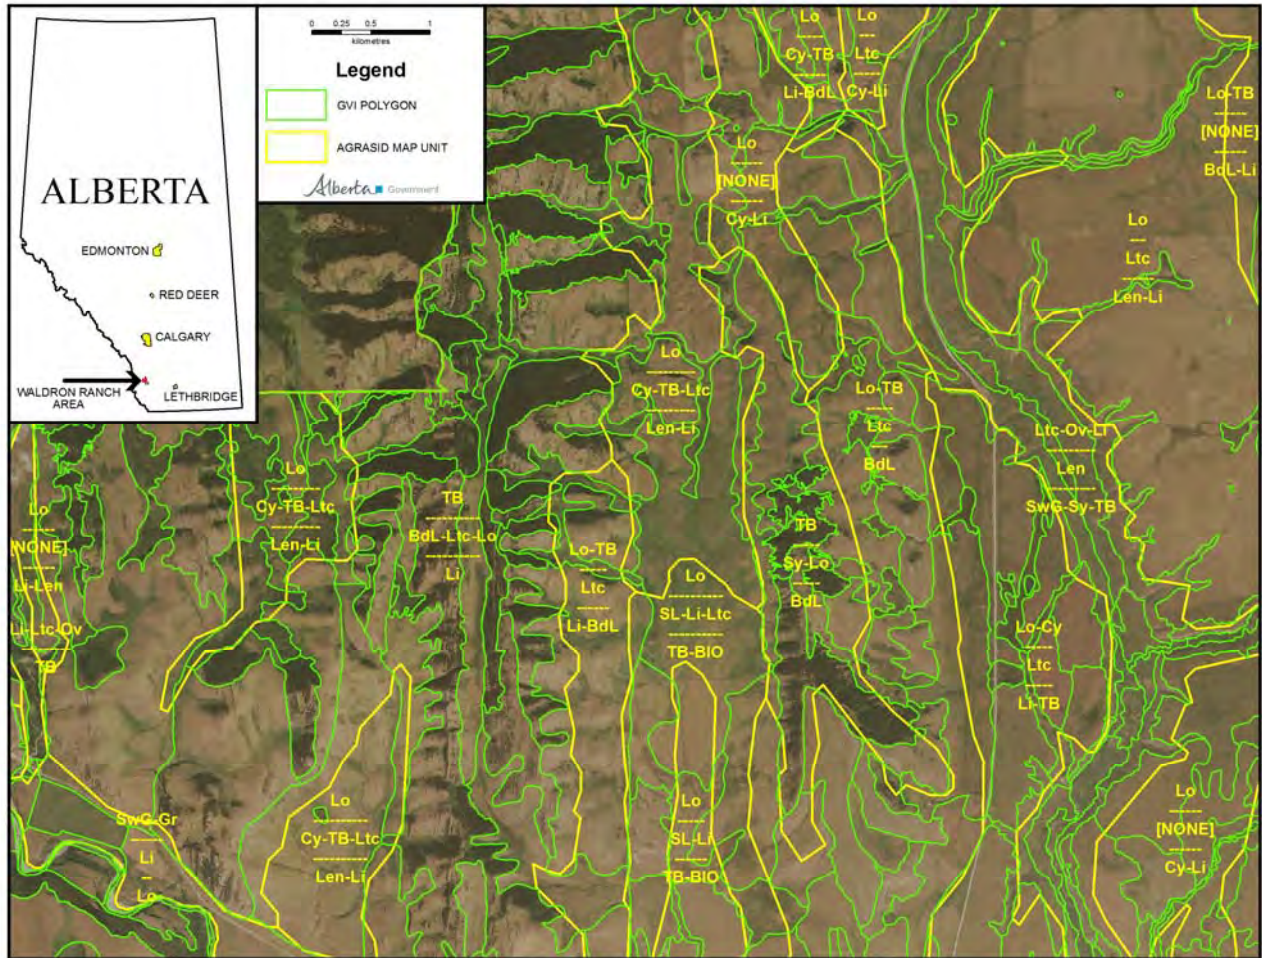 0 0.25 0.5 1
kilometres
Legend
GVI POLYGON
AGRASID MAP UNIT
Alberta Government
ALBERTA
EDMONTON
RED DEER
CALGARY
WALDRON RANCH
AREA
LETHBRIDGE
Lo
------
Cy-TB
-------
Li-BdL
Lo
---
Ltc
------
Cy-Li
Lo-TB
-------
[NONE]
-------
BdL-Li
Lo
------
[NONE]
------
Cy-Li
Lo
---
Ltc
------
Len-Li
Lo
---------
Cy-TB-Ltc
---------
Len-Li
Lo-TB
-----
Ltc
---
BdL
Ltc-Ov-Li
---------
Len
---------
SwG-Sy-TB
Lo
---------
Cy-TB-Ltc
---------
Len-Li
TB
----------
BdL-Ltc-Lo
----------
Li
Lo
------
[NONE]
------
Li-Len
Lo-TB
-----
Ltc
------
Li-BdL
TB
-----
Sy-Lo
-----
BdL
Lo
----------
SL-Li-Ltc
----------
TB-BIO
Li-Ltc-Ov
---------
TB
Lo-Cy
-----
Ltc
-----
Li-TB
SwG-Gr
------
Li
--
Lo
Lo
----------
Cy-TB-Ltc
---------
Len-Li
Lo
-----
SL-Li
------
TB-BIO
Lo
------
[NONE]
------
Cy-Li